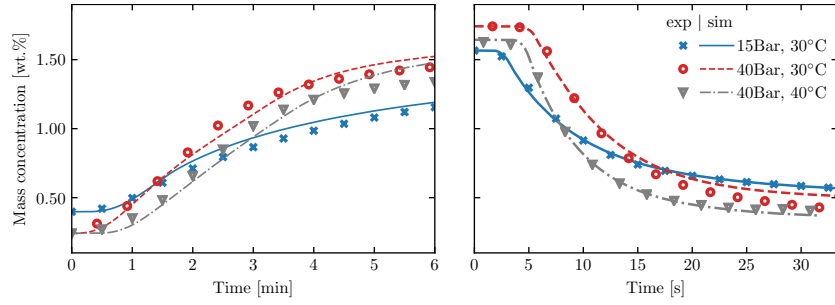 Mass concentration [wt.%]
1.50
1.00
0.50
0 1 2 3 4 5 6
Time [min]
exp | sim
15Bar, 30°C
40Bar, 30°C
40Bar, 40°C
0 5 10 15 20 25 30
Time [s]